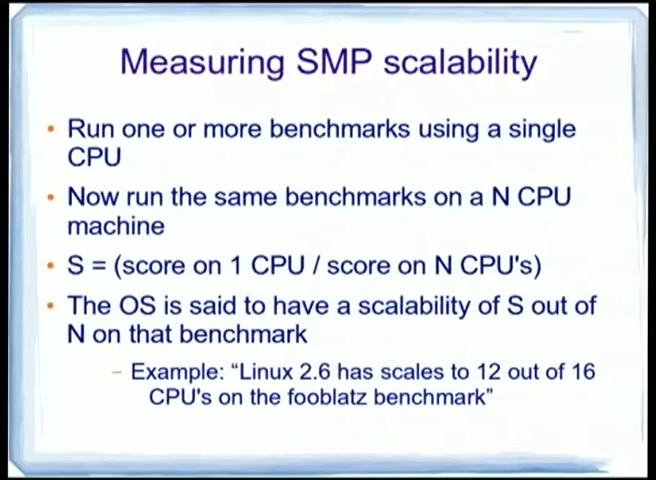 Measuring SMP scalability
• Run one or more benchmarks using a single
CPU
• Now run the same benchmarks on a N CPU
machine
• S = (score on 1 CPU / score on N CPU's)
• The OS is said to have a scalability of S out of
N on that benchmark
– Example: “Linux 2.6 has scales to 12 out of 16
CPU's on the fooblatz benchmark”